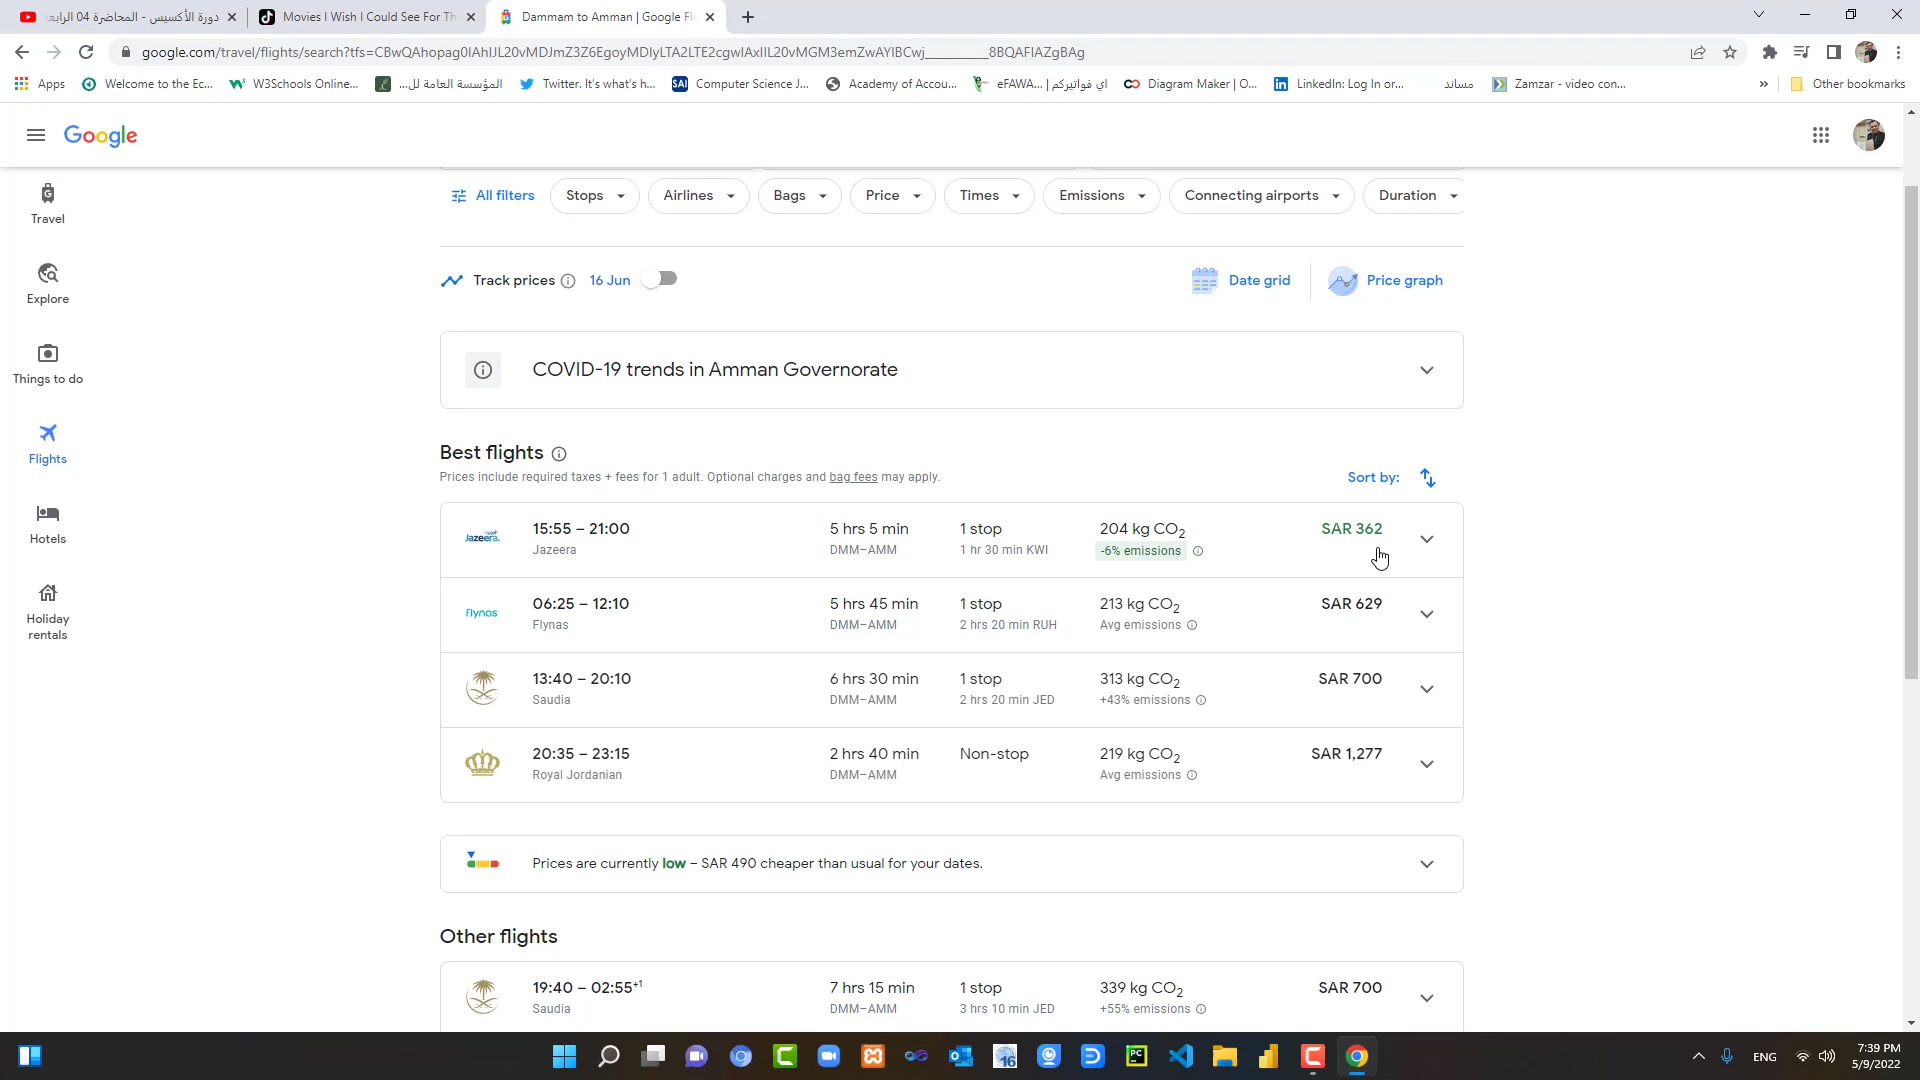 دورة الأكسيس - المحاضرة 04 الرابعة
Movies I Wish I Could See For Th
Dammam to Amman | Google Fli
google.com/travel/flights/search?tfs=
Apps
Welcome to the Ec...
W3Schools Online...
المؤسسة العامة لل...
Twitter. It's what's h...
Computer Science J...
Academy of Accou...
eFAWA... | اي فواتيركم
Diagram Maker | O...
LinkedIn: Log In or...
مساند
Zamzar - video con...
»
Other bookmarks
Google
Travel
Explore
Things to do
Flights
Hotels
Holiday
rentals
All filters
Stops
Airlines
Bags
Price
Times
Emissions
Connecting airports
Duration
Track prices
16 Jun
Date grid
Price graph
COVID-19 trends in Amman Governorate
Best flights
Prices include required taxes + fees for 1 adult. Optional charges and bag fees may apply.
Sort by:
Jazeera.
15:55 – 21:00
Jazeera
5 hrs 5 min
DMM–AMM
1 stop
1 hr 30 min KWI
204 kg CO2
-6% emissions
SAR 362
flynas
06:25 – 12:10
Flynas
5 hrs 45 min
DMM–AMM
1 stop
2 hrs 20 min RUH
213 kg CO2
Avg emissions
SAR 629
13:40 – 20:10
Saudia
6 hrs 30 min
DMM–AMM
1 stop
2 hrs 20 min JED
313 kg CO2
+43% emissions
SAR 700
20:35 – 23:15
Royal Jordanian
2 hrs 40 min
DMM–AMM
Non-stop
219 kg CO2
Avg emissions
SAR 1,277
Prices are currently low – SAR 490 cheaper than usual for your dates.
Other flights
19:40 – 02:55+1
Saudia
7 hrs 15 min
DMM–AMM
1 stop
3 hrs 10 min JED
339 kg CO2
+55% emissions
SAR 700
ENG
7:39 PM
5/9/2022